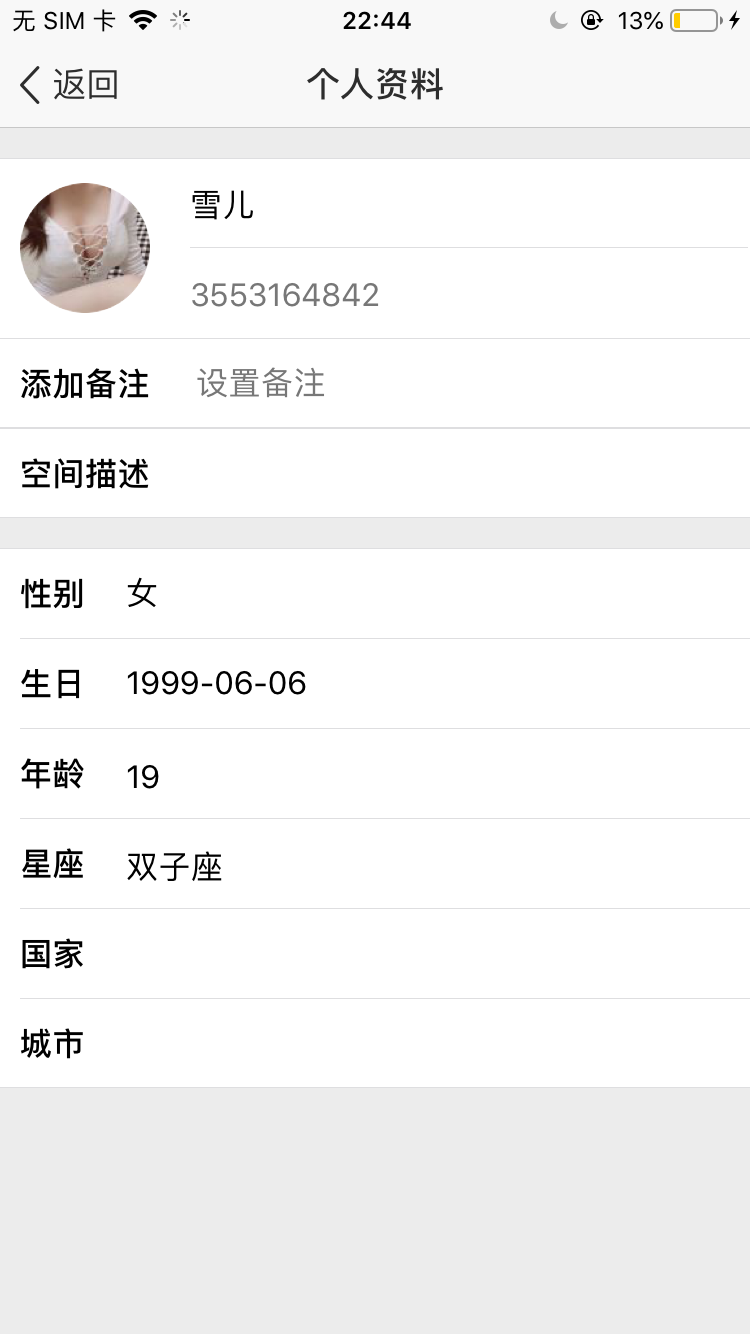 无 SIM 卡 22:44 13%
返回 个人资料
雪儿
3553164842
添加备注 设置备注
空间描述
性别 女
生日 1999-06-06
年龄 19
星座 双子座
国家
城市